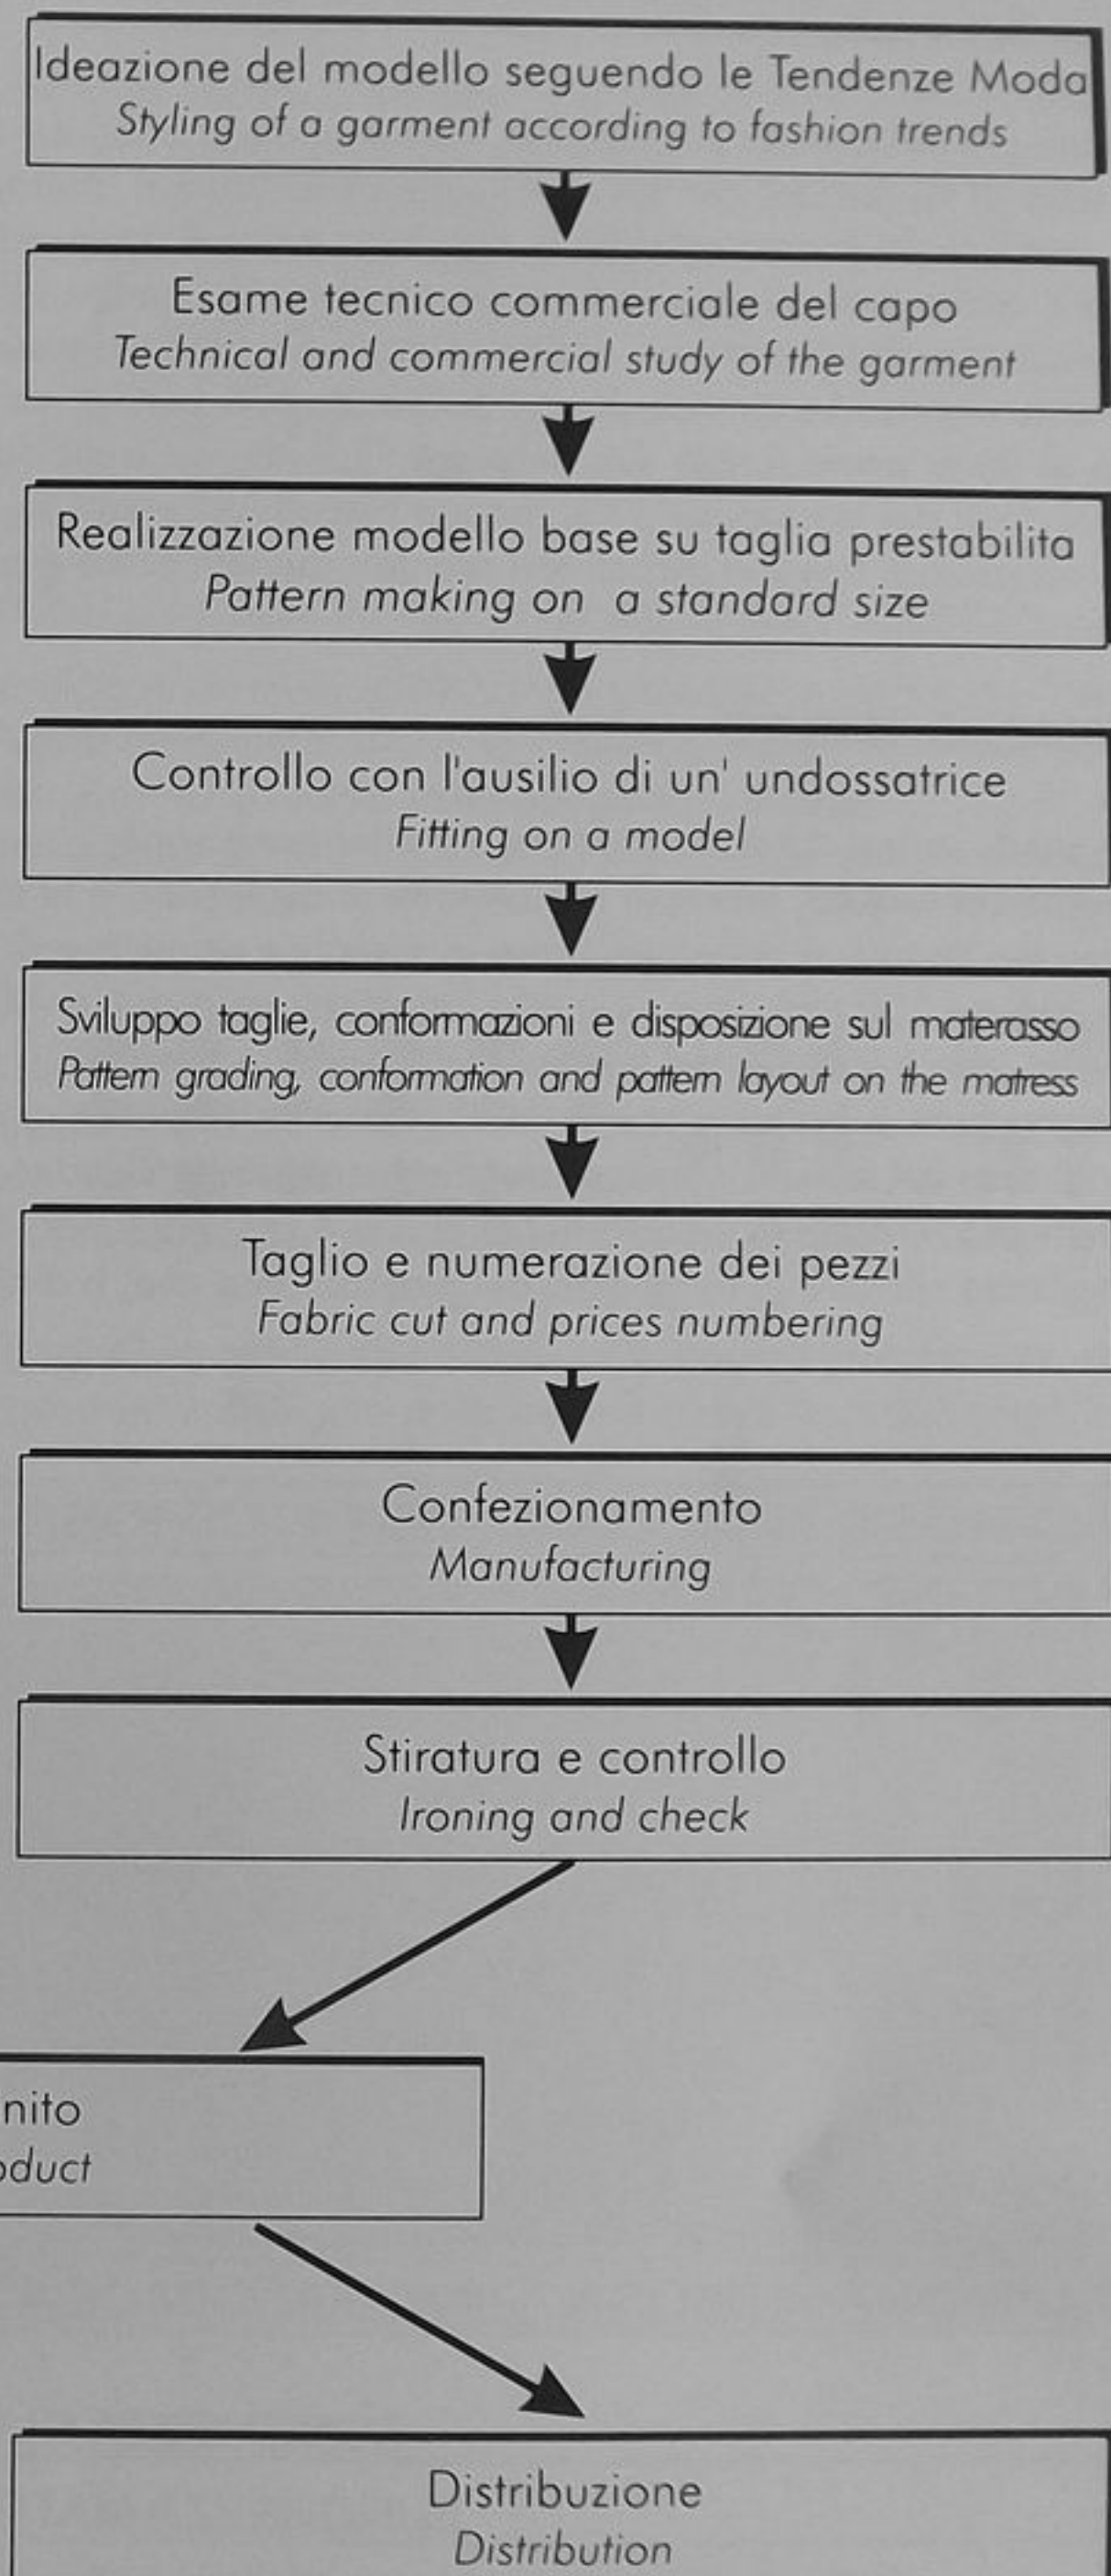 Ideazione del modello seguendo le Tendenze Moda
Styling of a garment according to fashion trends
Esame tecnico commerciale del capo
Technical and commercial study of the garment
Realizzazione modello base su taglia prestabilita
Pattern making on a standard size
Controllo con l'ausilio di un' undossatrice
Fitting on a model
Sviluppo taglie, conformazioni e disposizione sul materasso
Pattern grading, conformation and pattern layout on the matress
Taglio e numerazione dei pezzi
Fabric cut and prices numbering
Confezionamento
Manufacturing
Stiratura e controllo
Ironing and check
nito
oduct
Distribuzione
Distribution